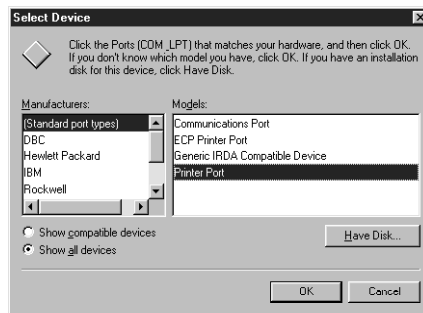 Select Device
Click the Ports (COM_LPT) that matches your hardware, and then click OK.
If you don't know which model you have, click OK. If you have an installation
disk for this device, click Have Disk.
Manufacturers:
(Standard port types)
DBC
Hewlett Packard
IBM
Rockwell
Models:
Communications Port
ECP Printer Port
Generic IRDA Compatible Device
Printer Port
Show compatible devices
Show all devices
Have Disk...
OK
Cancel